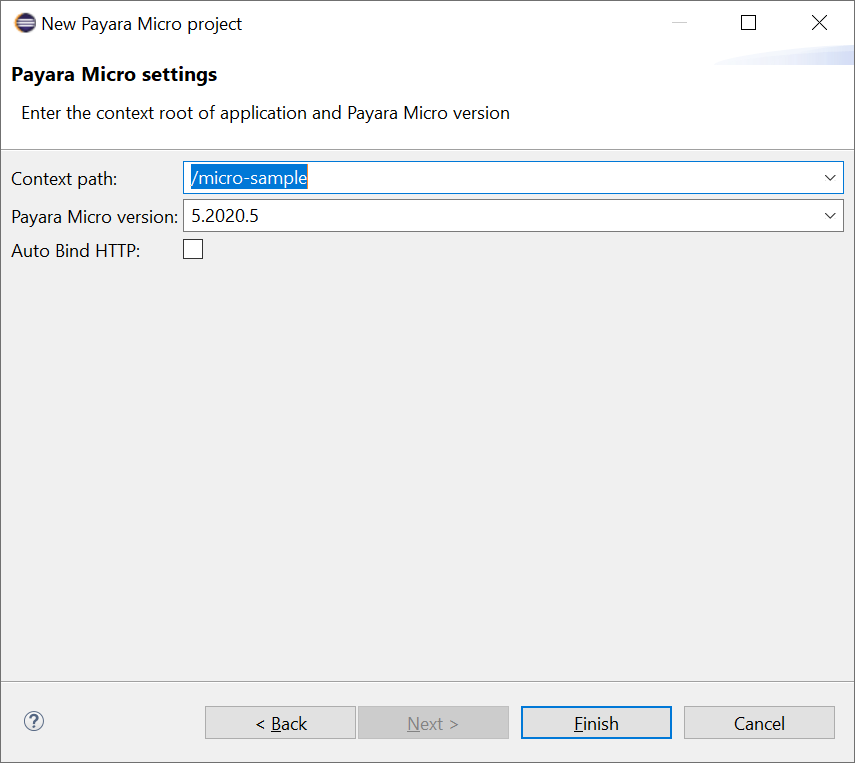 New Payara Micro project
Payara Micro settings
Enter the context root of application and Payara Micro version
Context path: /micro-sample
Payara Micro version: 5.2020.5
Auto Bind HTTP:
? < Back Next > Finish Cancel